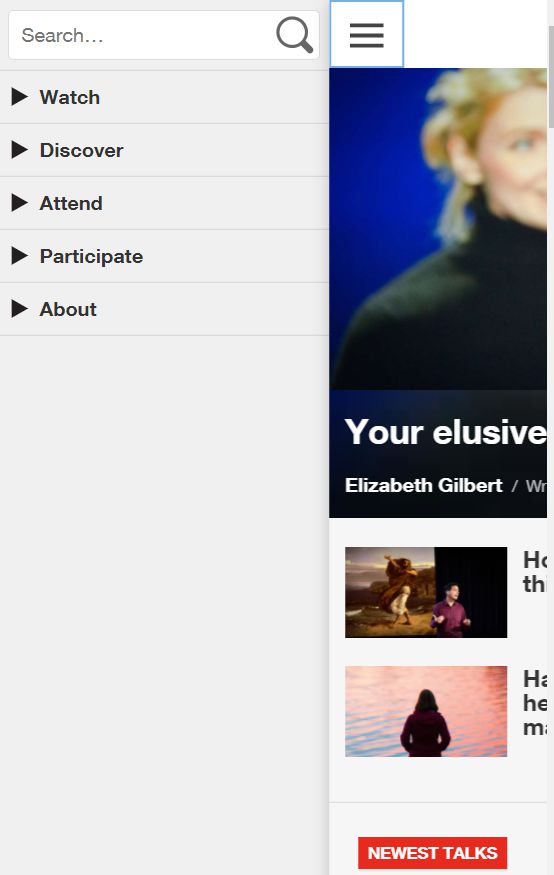 Search...
Watch
Discover
Attend
Participate
About
Your elusive
Elizabeth Gilbert / Wr
Ho
thi
Ha
he
ma
NEWEST TALKS